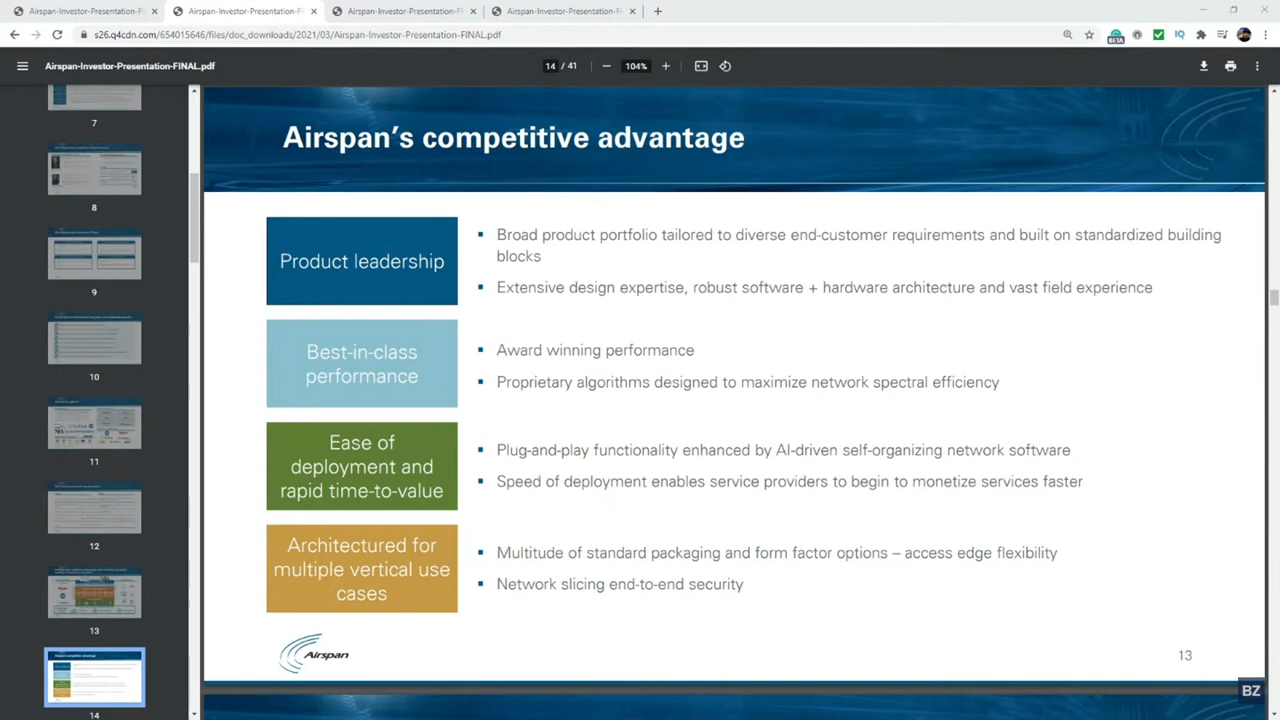 Airspan-Investor-Presentation-F
Airspan-Investor-Presentation-F
Airspan-Investor-Presentation-F
Airspan-Investor-Presentation-F
s26.q4cdn.com/654015646/files/doc_downloads/2021/03/Airspan-Investor-Presentation-FINAL.pdf
BETA
IQ
Airspan-Investor-Presentation-FINAL.pdf
14 / 41
104%
7
8
9
10
11
12
13
14
Airspan’s competitive advantage
Product leadership
Broad product portfolio tailored to diverse end-customer requirements and built on standardized building
blocks
Extensive design expertise, robust software + hardware architecture and vast field experience
Best-in-class
performance
Award winning performance
Proprietary algorithms designed to maximize network spectral efficiency
Ease of
deployment and
rapid time-to-value
Plug-and-play functionality enhanced by AI-driven self-organizing network software
Speed of deployment enables service providers to begin to monetize services faster
Architectured for
multiple vertical use
cases
Multitude of standard packaging and form factor options – access edge flexibility
Network slicing end-to-end security
Airspan
13
BZ